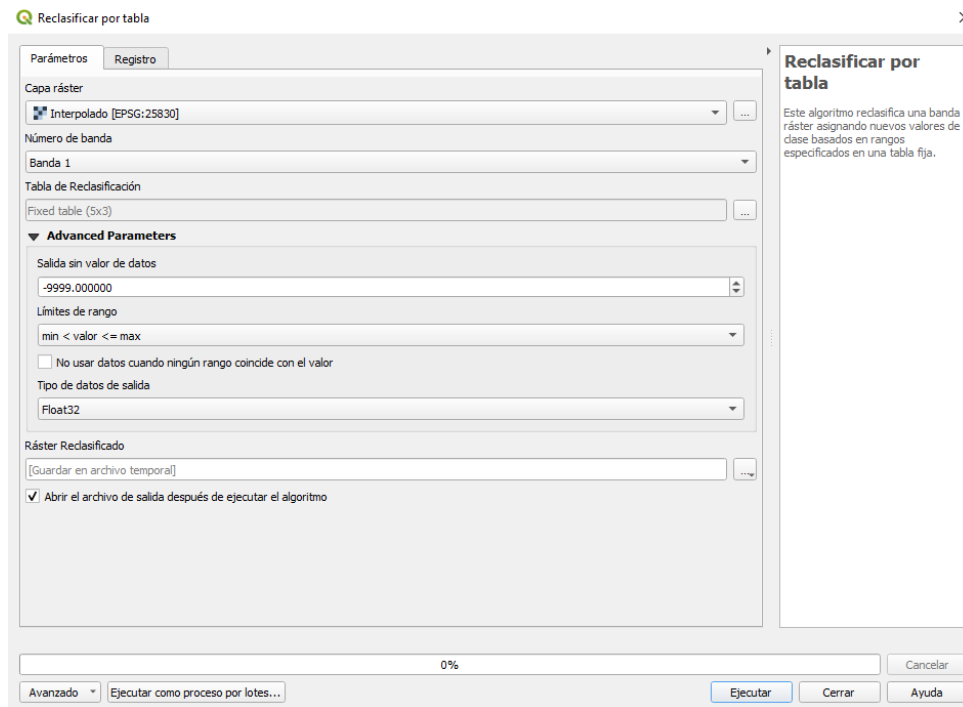 Reclasificar por tabla
Parámetros
Registro
Capa ráster
Interpolado [EPSG:25830]
...
Número de banda
Banda 1
Tabla de Reclasificación
Fixed table (5x3)
...
Advanced Parameters
Salida sin valor de datos
-9999.000000
Límites de rango
min < valor <= max
No usar datos cuando ningún rango coincide con el valor
Tipo de datos de salida
Float32
Ráster Reclasificado
[Guardar en archivo temporal]
...
Abrir el archivo de salida después de ejecutar el algoritmo
Reclasificar por
tabla
Este algoritmo reclasifica una banda
ráster asignando nuevos valores de
clase basados en rangos
especificados en una tabla fija.
0%
Cancelar
Avanzado
Ejecutar como proceso por lotes...
Ejecutar
Cerrar
Ayuda